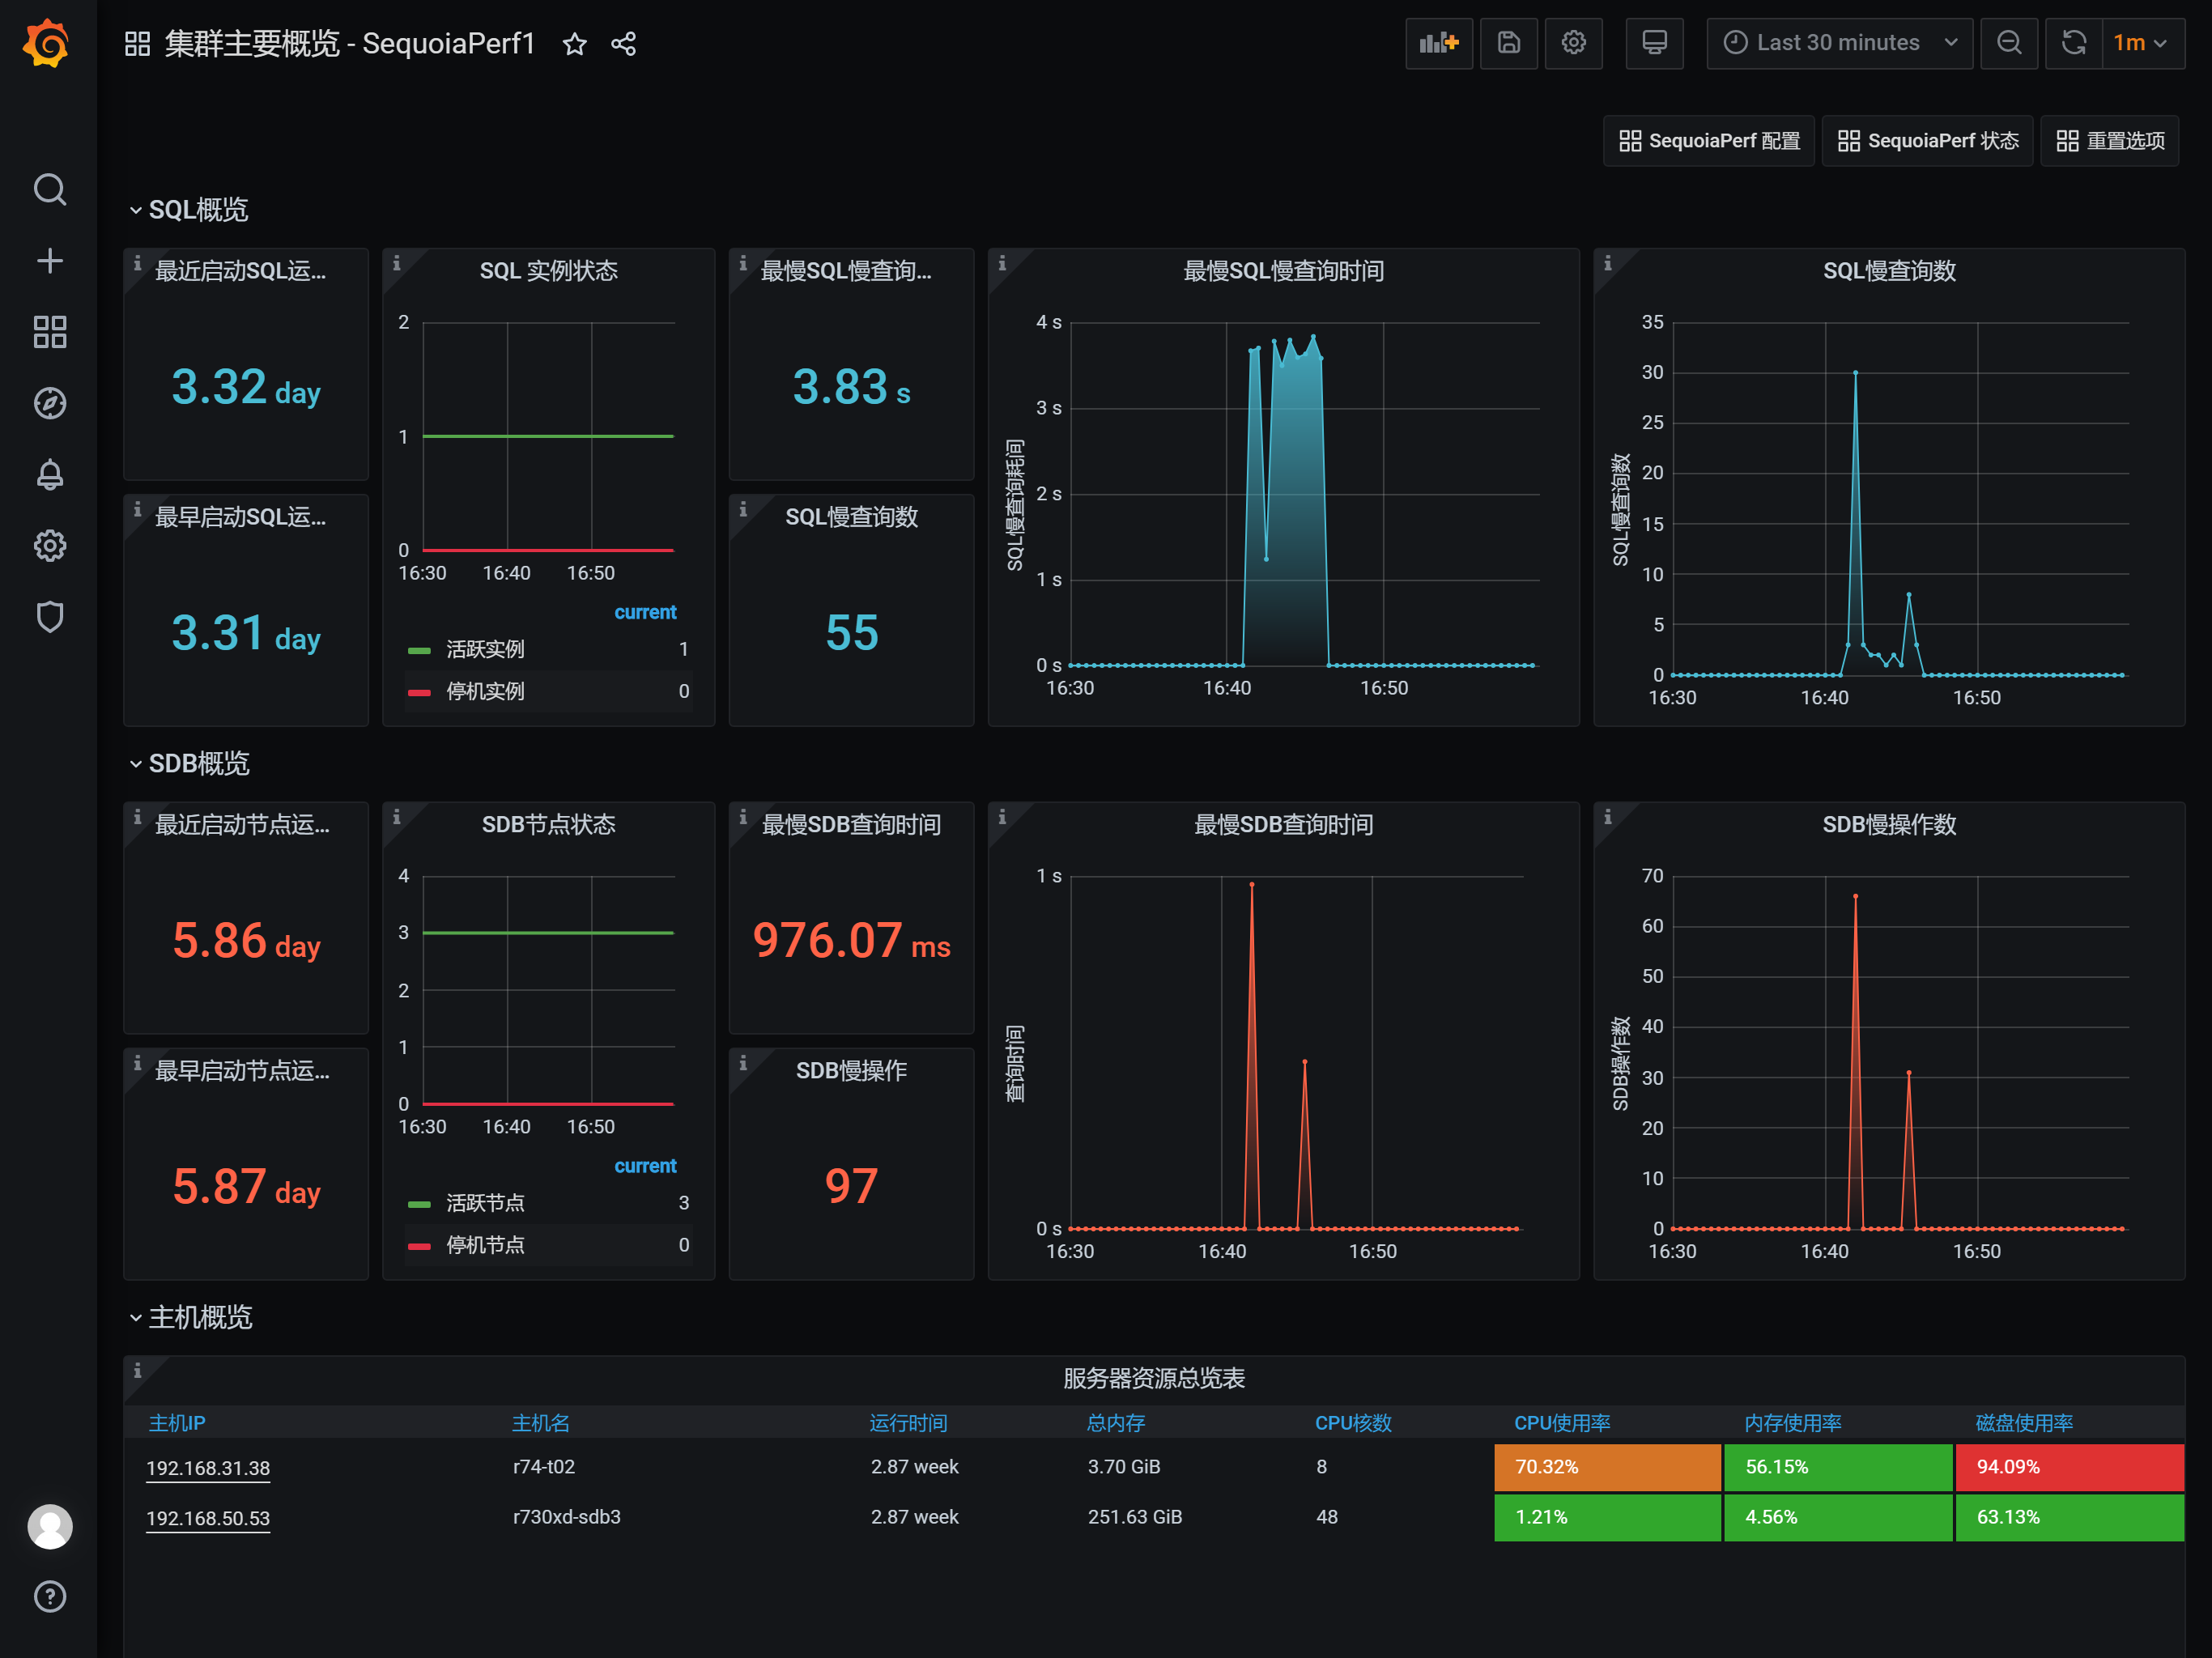 集群主要概览 - SequoiaPerf1
Last 30 minutes
1m
SequoiaPerf 配置
SequoiaPerf 状态
重置选项
SQL概览
最近启动SQL运...
3.32 day
最早启动SQL运...
3.31 day
SQL 实例状态
2
1
0
16:30 16:40 16:50
current
活跃实例 1
停机实例 0
最慢SQL慢查询...
3.83 s
SQL慢查询数
55
最慢SQL慢查询时间
SQL慢查询耗间
4 s
3 s
2 s
1 s
0 s
16:30 16:40 16:50
SQL慢查询数
SQL慢查询数
35
30
25
20
15
10
5
0
16:30 16:40 16:50
SDB概览
最近启动节点运...
5.86 day
最早启动节点运...
5.87 day
SDB节点状态
4
3
2
1
0
16:30 16:40 16:50
current
活跃节点 3
停机节点 0
最慢SDB查询时间
976.07 ms
SDB慢操作
97
最慢SDB查询时间
查询时间
1 s
0 s
16:30 16:40 16:50
SDB慢操作数
SDB操作数
70
60
50
40
30
20
10
0
16:30 16:40 16:50
主机概览
服务器资源总览表
主机IP 主机名 运行时间 总内存 CPU核数 CPU使用率 内存使用率 磁盘使用率
192.168.31.38 r74-t02 2.87 week 3.70 GiB 8 70.32% 56.15% 94.09%
192.168.50.53 r730xd-sdb3 2.87 week 251.63 GiB 48 1.21% 4.56% 63.13%